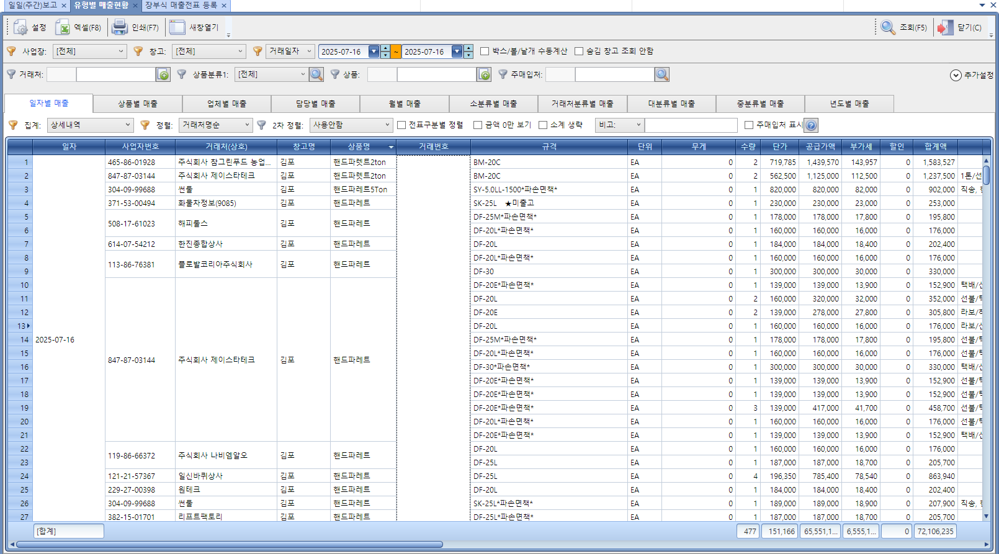 일일(주간)보고 × 유형별 매출현황 × 장부식 매출전표 등록 ×
설정 엑셀(F8) 인쇄(F7) 새창열기 조회(F5) 닫기(C)
사업장: [전체] 창고: [전체] 거래일자 2025-07-16 ~ 2025-07-16 박스/볼/낱개 수동계산 숨김 창고 조회 안함
거래처: 상품분류1: [전체] 상품: 주매입처: 추가설정
일자별 매출 상품별 매출 업체별 매출 담당별 매출 월별 매출 소분류별 매출 거래처분류별 매출 대분류별 매출 중분류별 매출 년도별 매출
집계: 상세내역 정렬: 거래처명순 2차 정렬: 사용안함 전표구분별 정렬 금액 0만 보기 소계 생략 비고: 주매입처 표시
일자 사업자번호 거래처(상호) 창고명 상품명 거래번호 규격 단위 무게 수량 단가 공급가액 부가세 할인 합계액
1 465-86-01928 주식회사 참그린푸드 농업... 김포 핸드파렛트2ton BM-20C EA 0 2 719,785 1,439,570 143,957 0 1,583,527
2 847-87-03144 주식회사 제이스타테크 김포 핸드파렛트2ton BM-20C EA 0 2 562,500 1,125,000 112,500 0 1,237,500 1톤/선
3 304-09-99688 썬툴 김포 핸드파레트5Ton SY-5.0LL-1500*파손면책* EA 0 1 820,000 820,000 82,000 0 902,000 직송,
4 371-53-00494 화물자정보(9085) 김포 핸드파레트 SK-25L ★미출고 EA 0 1 230,000 230,000 23,000 0 253,000
5 DF-25M*파손면책* EA 0 1 178,000 178,000 17,800 0 195,800
508-17-61023 해피툴스 김포 핸드파레트
6 DF-20L*파손면책* EA 0 1 160,000 160,000 16,000 0 176,000
7 614-07-54212 한진종합상사 김포 핸드파레트 DF-20L EA 0 1 184,000 184,000 18,400 0 202,400
8 DF-20L*파손면책* EA 0 1 160,000 160,000 16,000 0 176,000
113-86-76381 플로발코리아주식회사 김포 핸드파레트
9 DF-30 EA 0 1 300,000 300,000 30,000 0 330,000
10 DF-20E*파손면책* EA 0 1 139,000 139,000 13,900 0 152,900 택배/선
11 DF-20L EA 0 2 160,000 320,000 32,000 0 352,000 선불/택
12 DF-20E EA 0 2 139,000 278,000 27,800 0 305,800 라보/착
13 DF-20L EA 0 1 160,000 160,000 16,000 0 176,000 라보/선
14 2025-07-16 DF-25M*파손면책* EA 0 1 178,000 178,000 17,800 0 195,800 선불/택
15 DF-20L*파손면책* EA 0 1 160,000 160,000 16,000 0 176,000 선불/택
847-87-03144 주식회사 제이스타테크 김포 핸드파레트
16 DF-30*파손면책* EA 0 1 300,000 300,000 30,000 0 330,000 택배/선
17 DF-20E*파손면책* EA 0 1 139,000 139,000 13,900 0 152,900 선불/택
18 DF-20E*파손면책* EA 0 1 139,000 139,000 13,900 0 152,900 선불/택
19 DF-20E*파손면책* EA 0 3 139,000 417,000 41,700 0 458,700 선불/택
20 DF-20L*파손면책* EA 0 1 160,000 160,000 16,000 0 176,000 선불/택
21 DF-20E*파손면책* EA 0 1 139,000 139,000 13,900 0 152,900 택배/선
22 DF-20L EA 0 1 160,000 160,000 16,000 0 176,000
119-86-66372 주식회사 나비엠알오 김포 핸드파레트
23 DF-25L EA 0 1 187,000 187,000 18,700 0 205,700
24 121-21-57367 일신바퀴상사 김포 핸드파레트 DF-25L EA 0 4 196,350 785,400 78,540 0 863,940
25 229-27-00398 원테크 김포 핸드파레트 DF-20L EA 0 1 184,000 184,000 18,400 0 202,400
26 304-09-99688 썬툴 김포 핸드파레트 SK-25L*파손면책* EA 0 1 189,000 189,000 18,900 0 207,900 직송,
27 382-15-01701 리프트팩토리 김포 핸드파레트 DF-25L*파손면책* EA 0 1 187,000 187,000 18,700 0 205,700
[합계] 477 151,166 65,551,1... 6,555,1... 0 72,106,235